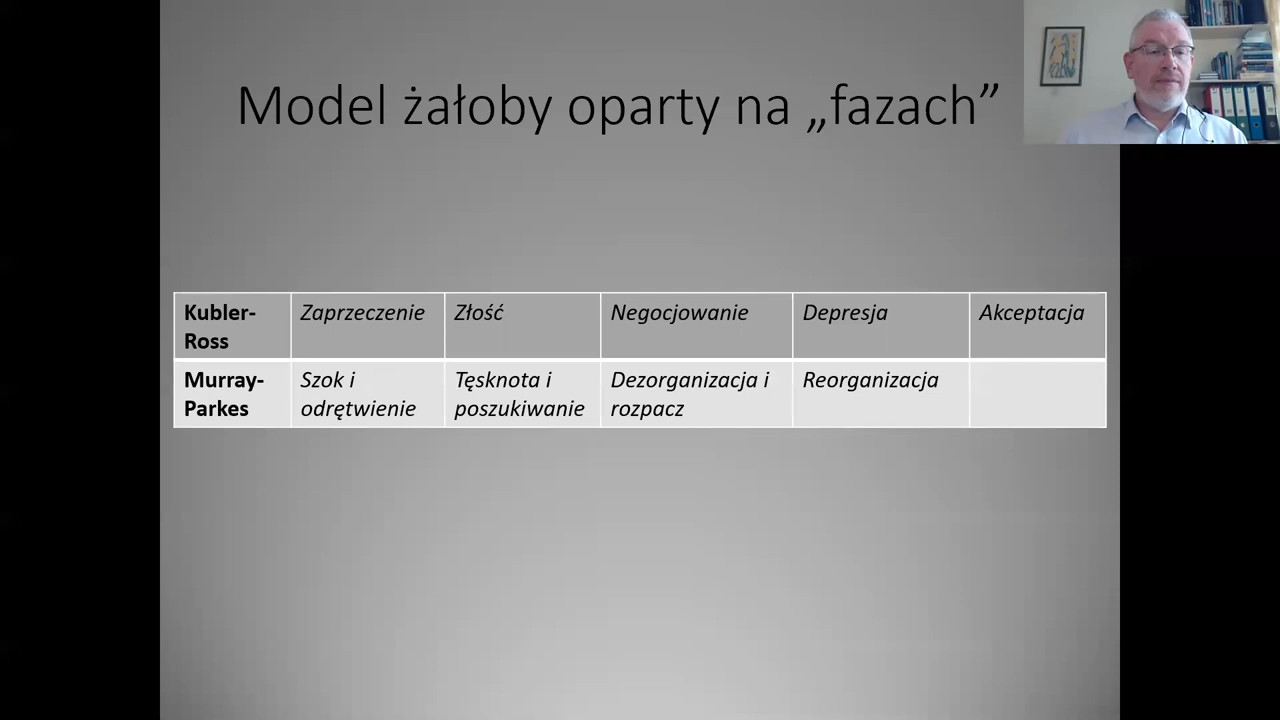 Model żałoby oparty na „fazach”
Kubler- Zaprzeczenie Złość Negocjowanie Depresja Akceptacja
Ross
Murray- Szok i Tęsknota i Dezorganizacja i Reorganizacja
Parkes odrętwienie poszukiwanie rozpacz